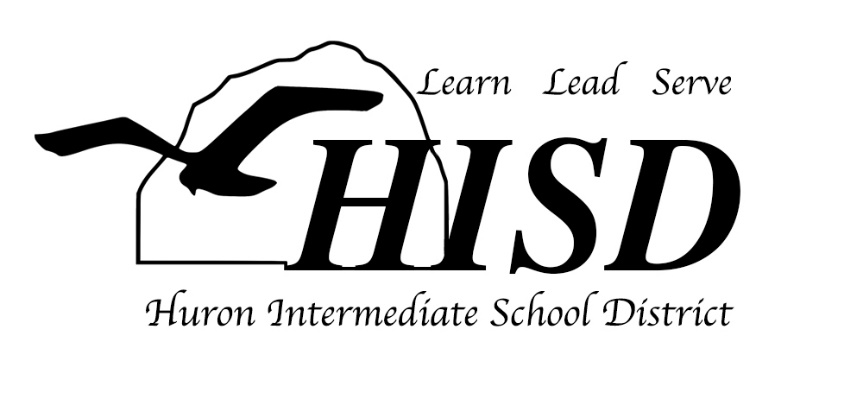 Learn Lead Serve
HISD
Huron Intermediate School District